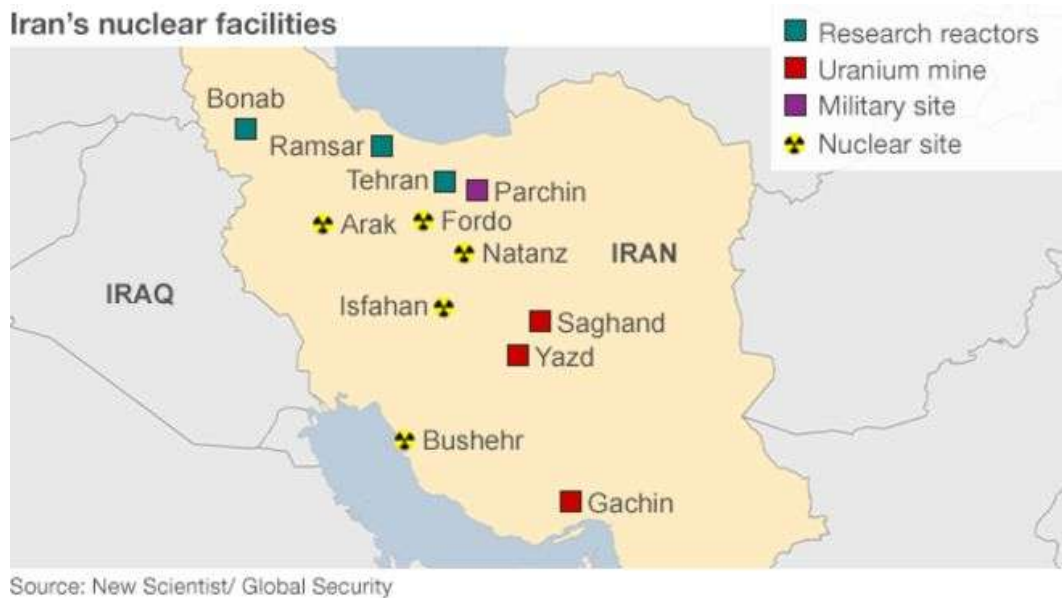 Iran's nuclear facilities
Research reactors
Uranium mine
Military site
Nuclear site
Bonab
Ramsar
Tehran
Parchin
Arak
Fordo
Natanz
IRAN
IRAQ
Isfahan
Saghand
Yazd
Bushehr
Gachin
Source: New Scientist/ Global Security